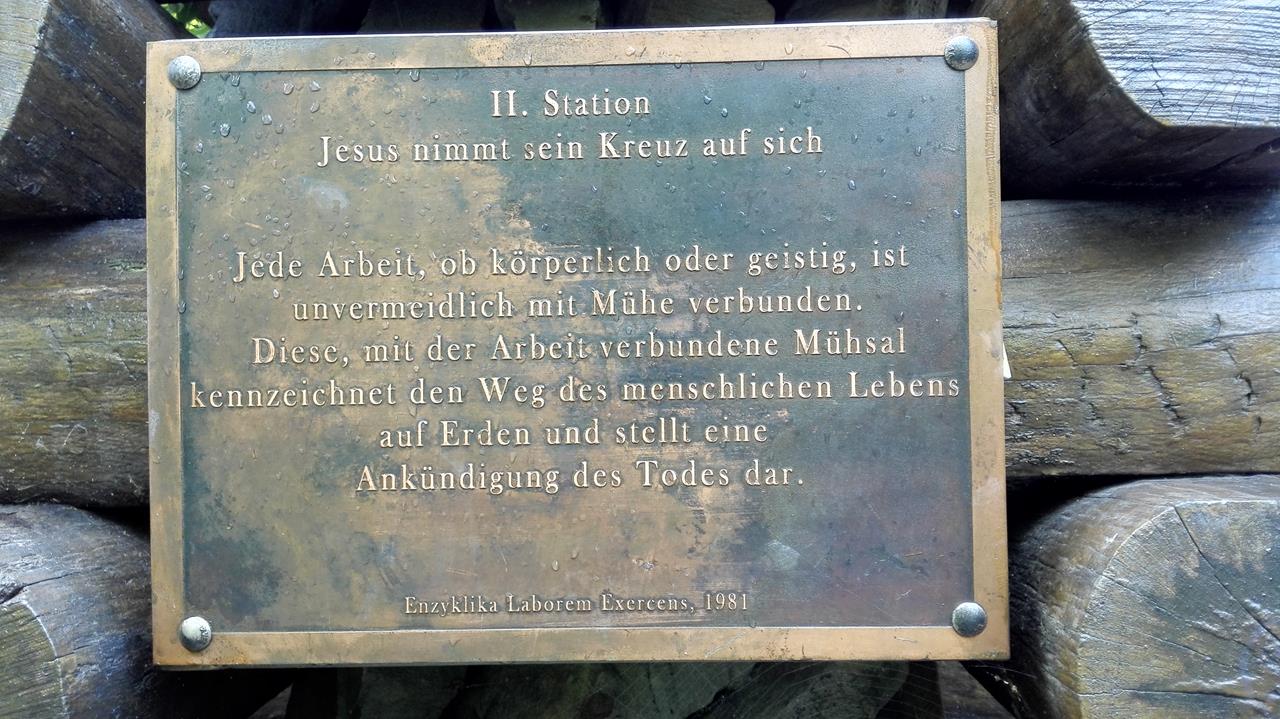 II. Station
Jesus nimmt sein Kreuz auf sich
Jede Arbeit, ob körperlich oder geistig, ist
unvermeidlich mit Mühe verbunden.
Diese, mit der Arbeit verbundene Mühsal
kennzeichnet den Weg des menschlichen Lebens
auf Erden und stellt eine
Ankündigung des Todes dar.
Enzyklika Laborem Exercens, 1981